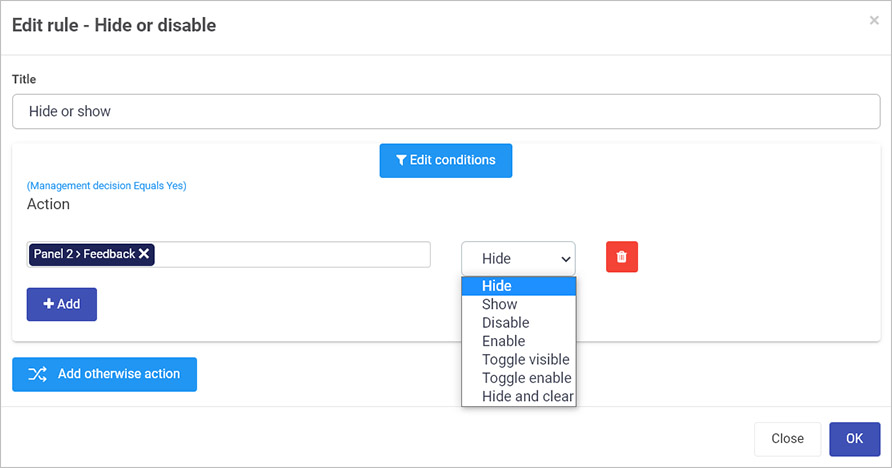 Edit rule - Hide or disable
×
Title
Hide or show
Edit conditions
(Management decision Equals Yes)
Action
Panel 2 > Feedback ✕
Hide
+ Add
Hide
Show
Disable
Enable
Toggle visible
Toggle enable
Hide and clear
Add otherwise action
Close
OK